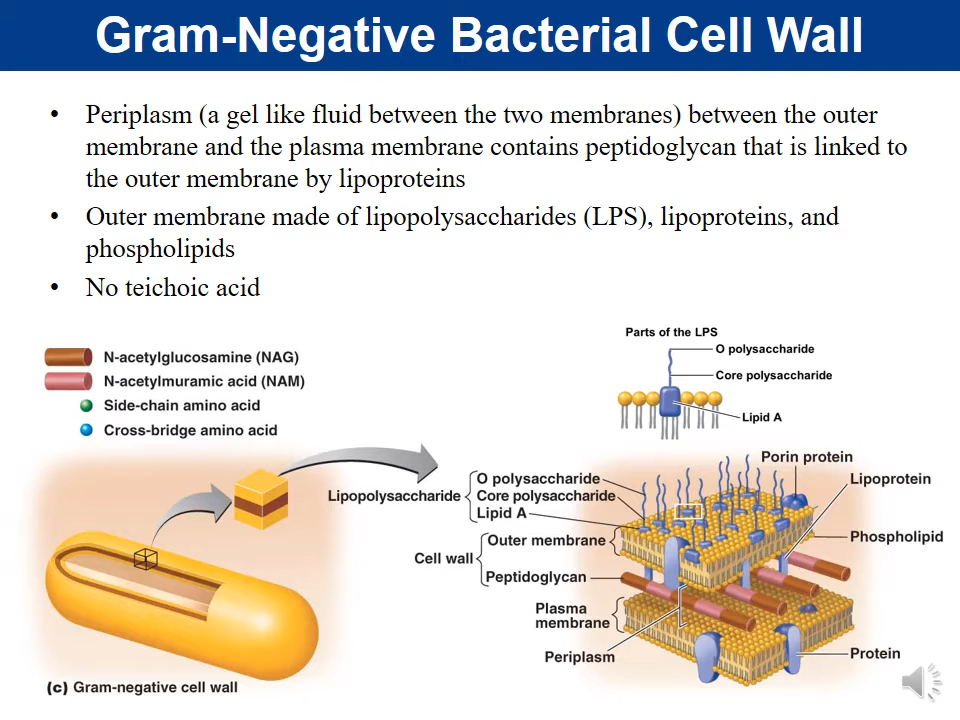 Gram-Negative Bacterial Cell Wall
• Periplasm (a gel like fluid between the two membranes) between the outer
membrane and the plasma membrane contains peptidoglycan that is linked to
the outer membrane by lipoproteins
• Outer membrane made of lipopolysaccharides (LPS), lipoproteins, and
phospholipids
• No teichoic acid
N-acetylglucosamine (NAG)
N-acetylmuramic acid (NAM)
Side-chain amino acid
Cross-bridge amino acid
Parts of the LPS
O polysaccharide
Core polysaccharide
Lipid A
Lipopolysaccharide
O polysaccharide
Core polysaccharide
Lipid A
Cell wall
Outer membrane
Peptidoglycan
Plasma
membrane
Periplasm
Porin protein
Lipoprotein
Phospholipid
Protein
(c) Gram-negative cell wall